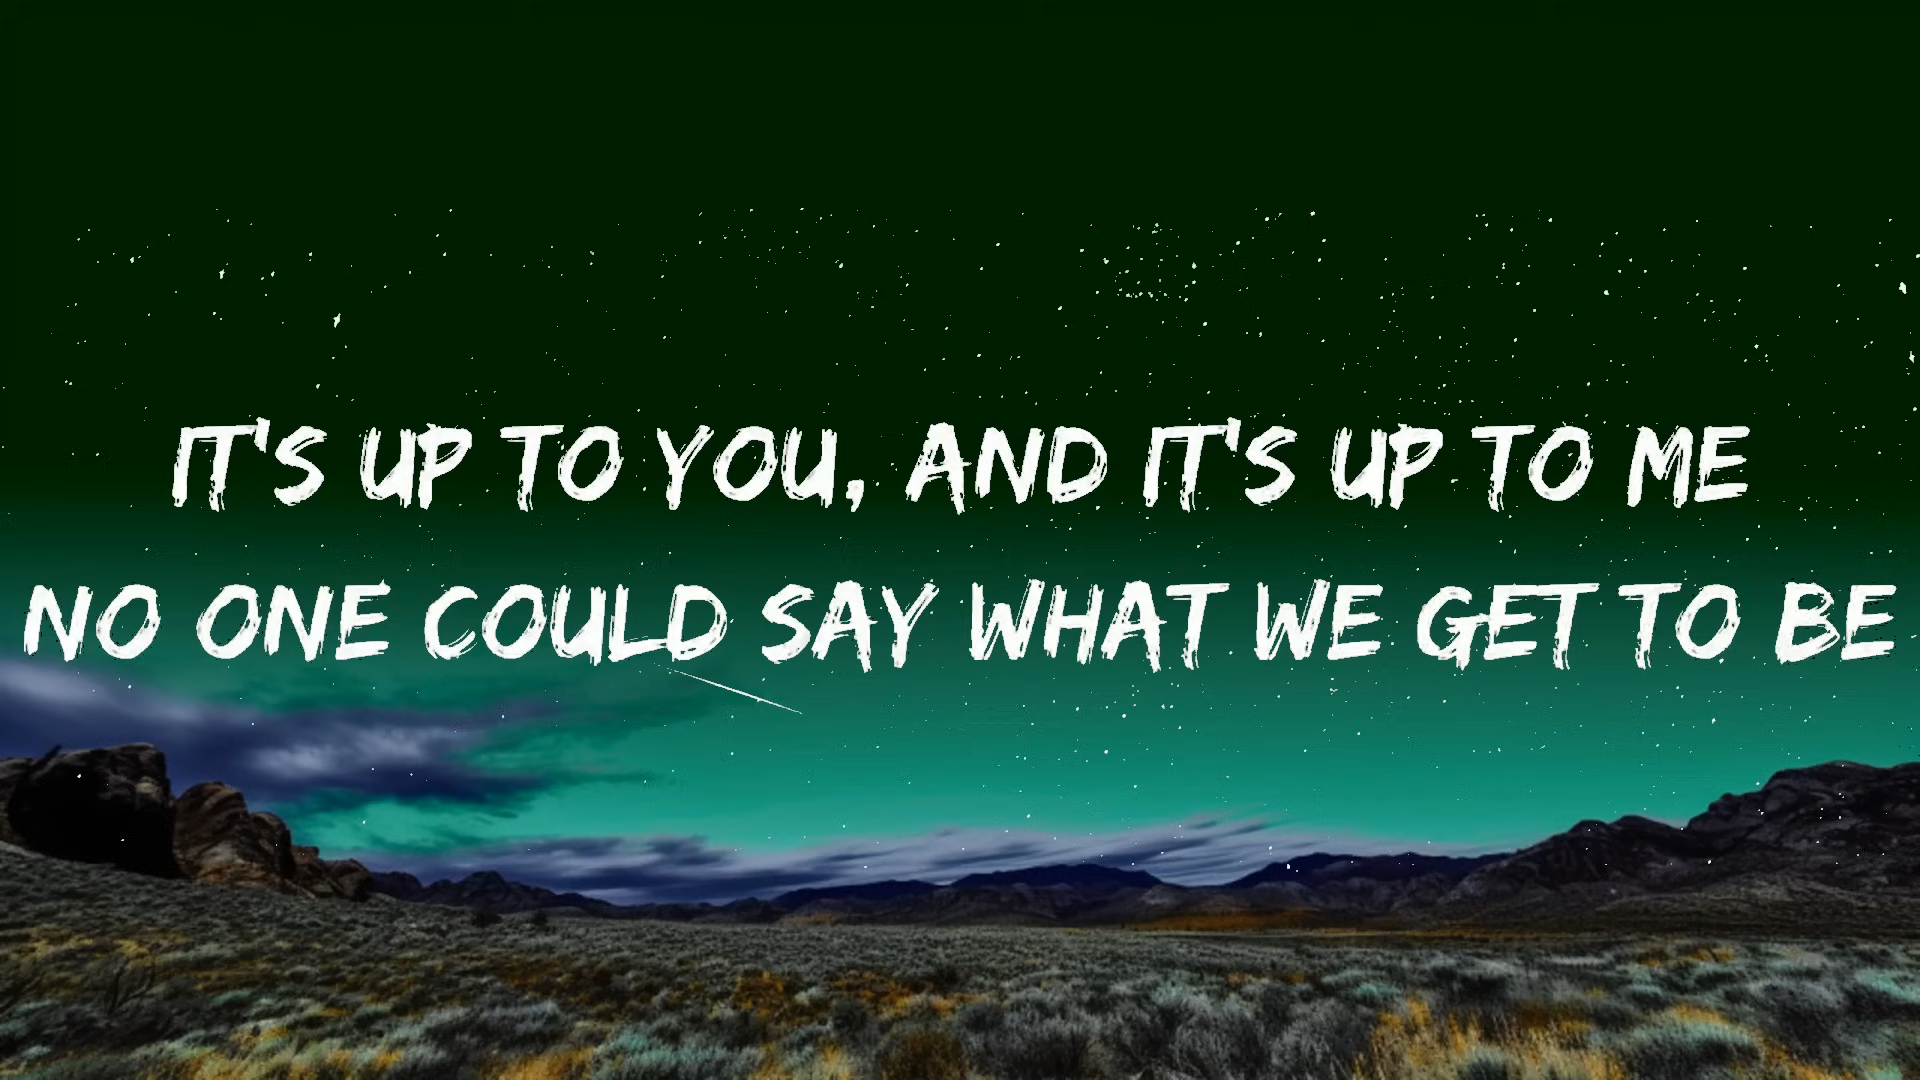 IT'S UP TO YOU, AND IT'S UP TO ME
NO ONE COULD SAY WHAT WE GET TO BE